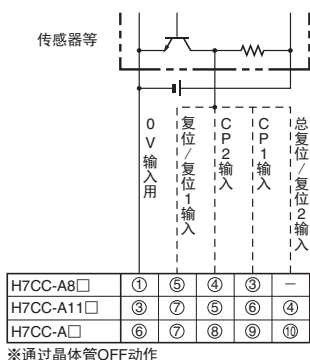 传感器等
0V输入用
复位/复位1输入
CP2输入
CP1输入
总复位/复位2输入
H7CC-A8□ ① ⑤ ④ ③ −
H7CC-A11□ ③ ⑦ ⑤ ⑥ ④
H7CC-A□ ⑥ ⑦ ⑧ ⑨ ⑩
※通过晶体管OFF动作